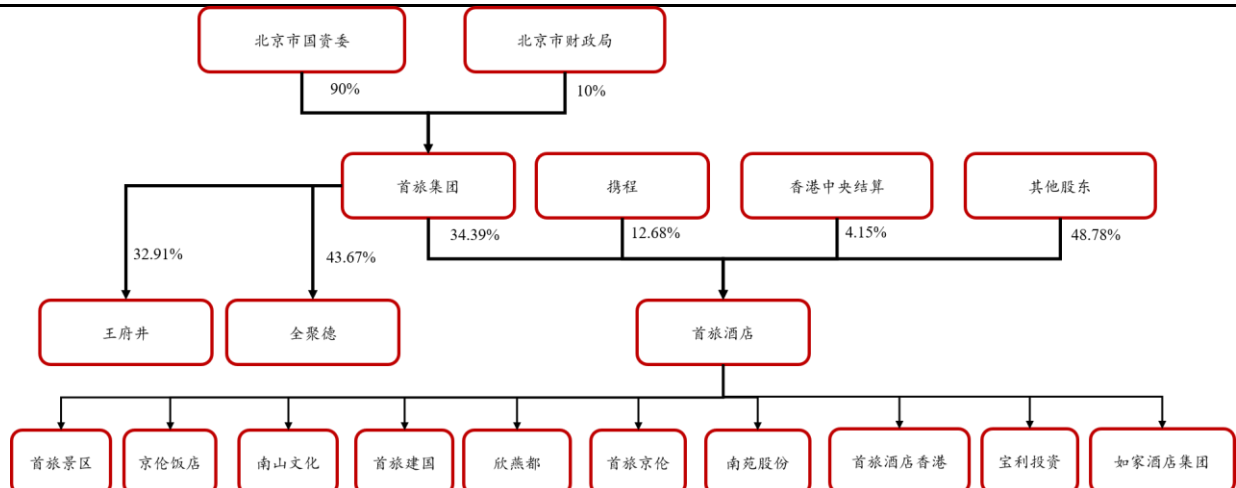 北京市国资委
北京市财政局
90%
10%
首旅集团
携程
香港中央结算
其他股东
34.39%
12.68%
4.15%
48.78%
32.91%
43.67%
王府井
全聚德
首旅酒店
首旅景区
京伦饭店
南山文化
首旅建国
欣燕都
首旅京伦
南苑股份
首旅酒店香港
宝利投资
如家酒店集团